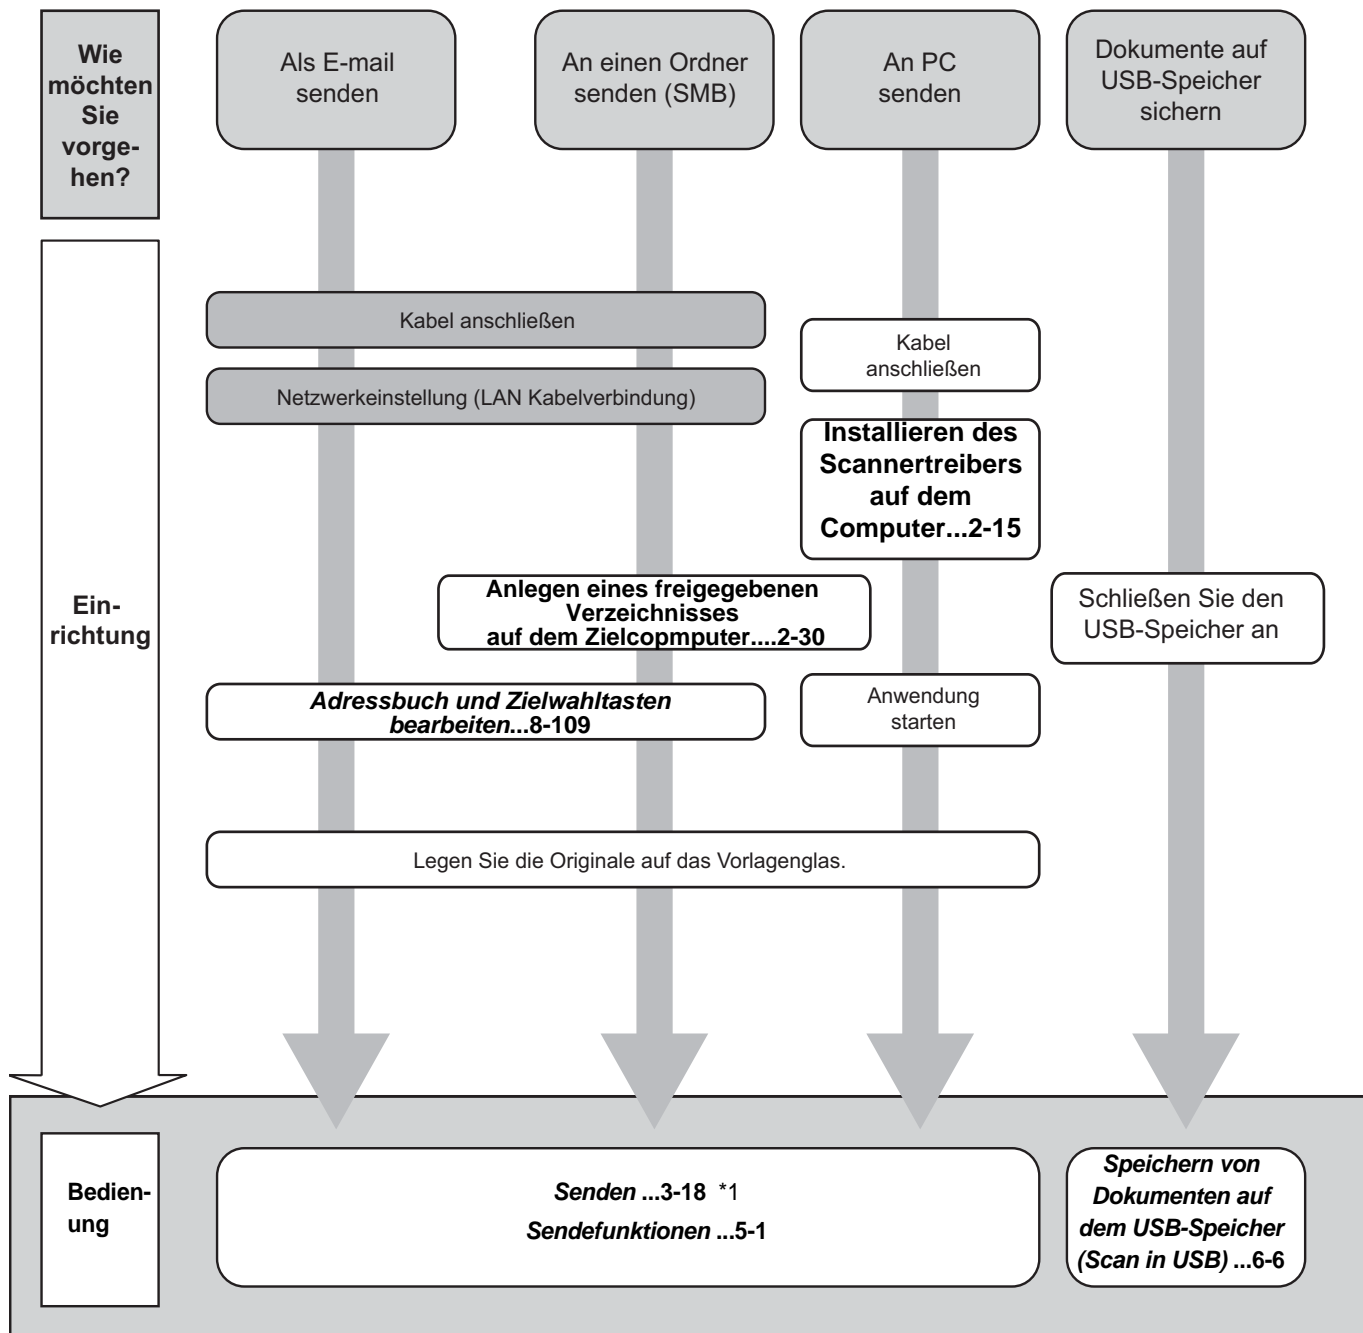 Wie
möchten
Sie
vorge-
hen?
Als E-mail
senden
An einen Ordner
senden (SMB)
An PC
senden
Dokumente auf
USB-Speicher
sichern
Ein-
richtung
Kabel anschließen
Netzwerkeinstellung (LAN Kabelverbindung)
Kabel
anschließen
Installieren des
Scannertreibers
auf dem
Computer...2-15
Anlegen eines freigegebenen
Verzeichnisses
auf dem Zielcopmputer....2-30
Schließen Sie den
USB-Speicher an
Adressbuch und Zielwahltasten
bearbeiten...8-109
Anwendung
starten
Legen Sie die Originale auf das Vorlagenglas.
Bedien-
ung
Senden ...3-18 *1
Sendefunktionen ...5-1
Speichern von
Dokumenten auf
dem USB-Speicher
(Scan in USB) ...6-6